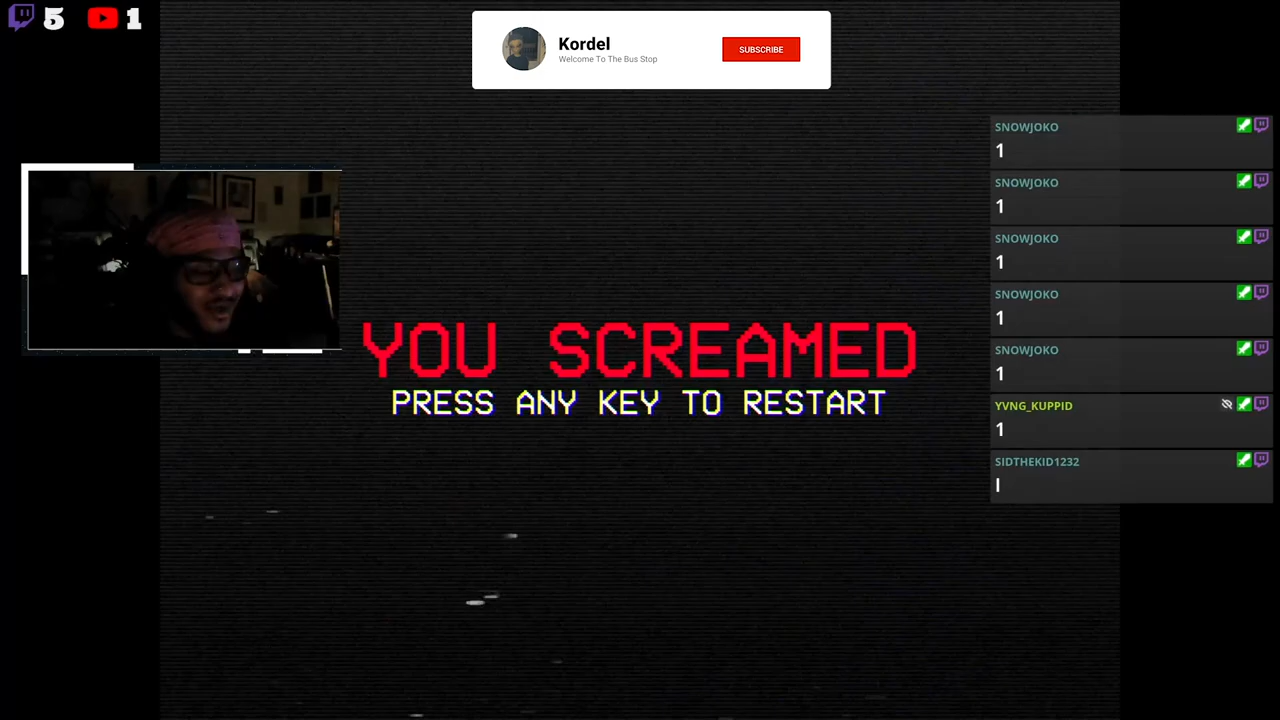 5 1
Kordel
Welcome To The Bus Stop
SUBSCRIBE
SNOWJOKO
1
SNOWJOKO
1
SNOWJOKO
1
SNOWJOKO
1
SNOWJOKO
1
YVNG_KUPPID
1
SIDTHEKID1232
I
YOU SCREAMED
PRESS ANY KEY TO RESTART